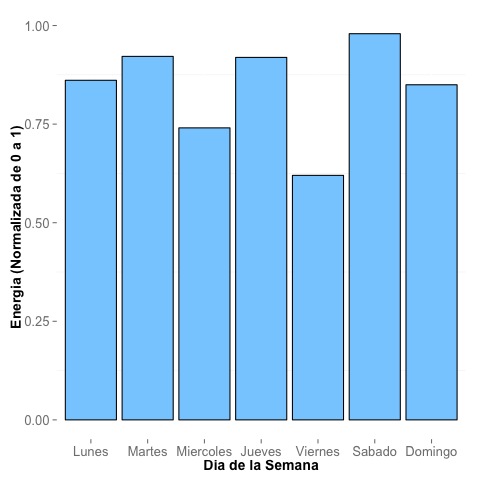 Energia (Normalizada de 0 a 1)
1.00
0.75
0.50
0.25
0.00
Lunes Martes Miercoles Jueves Viernes Sabado Domingo
Dia de la Semana